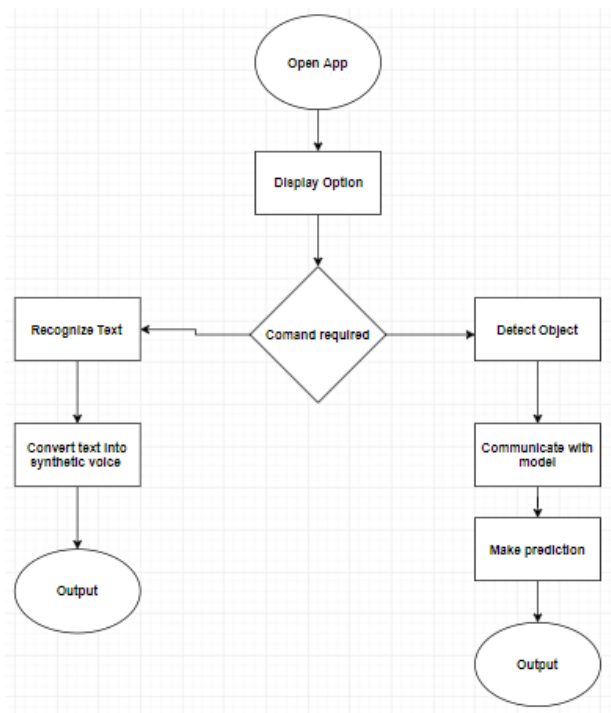 Open App
Display Option
Comand required
Recognize Text
Detect Object
Convert text into
synthetic voice
Communicate with
model
Make prediction
Output
Output